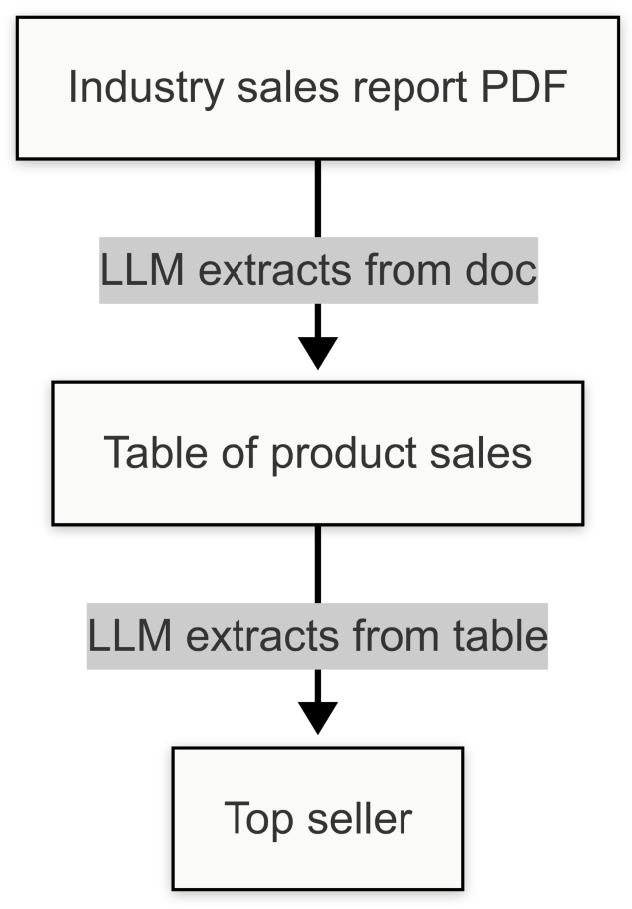 Industry sales report PDF
LLM extracts from doc
Table of product sales
LLM extracts from table
Top seller